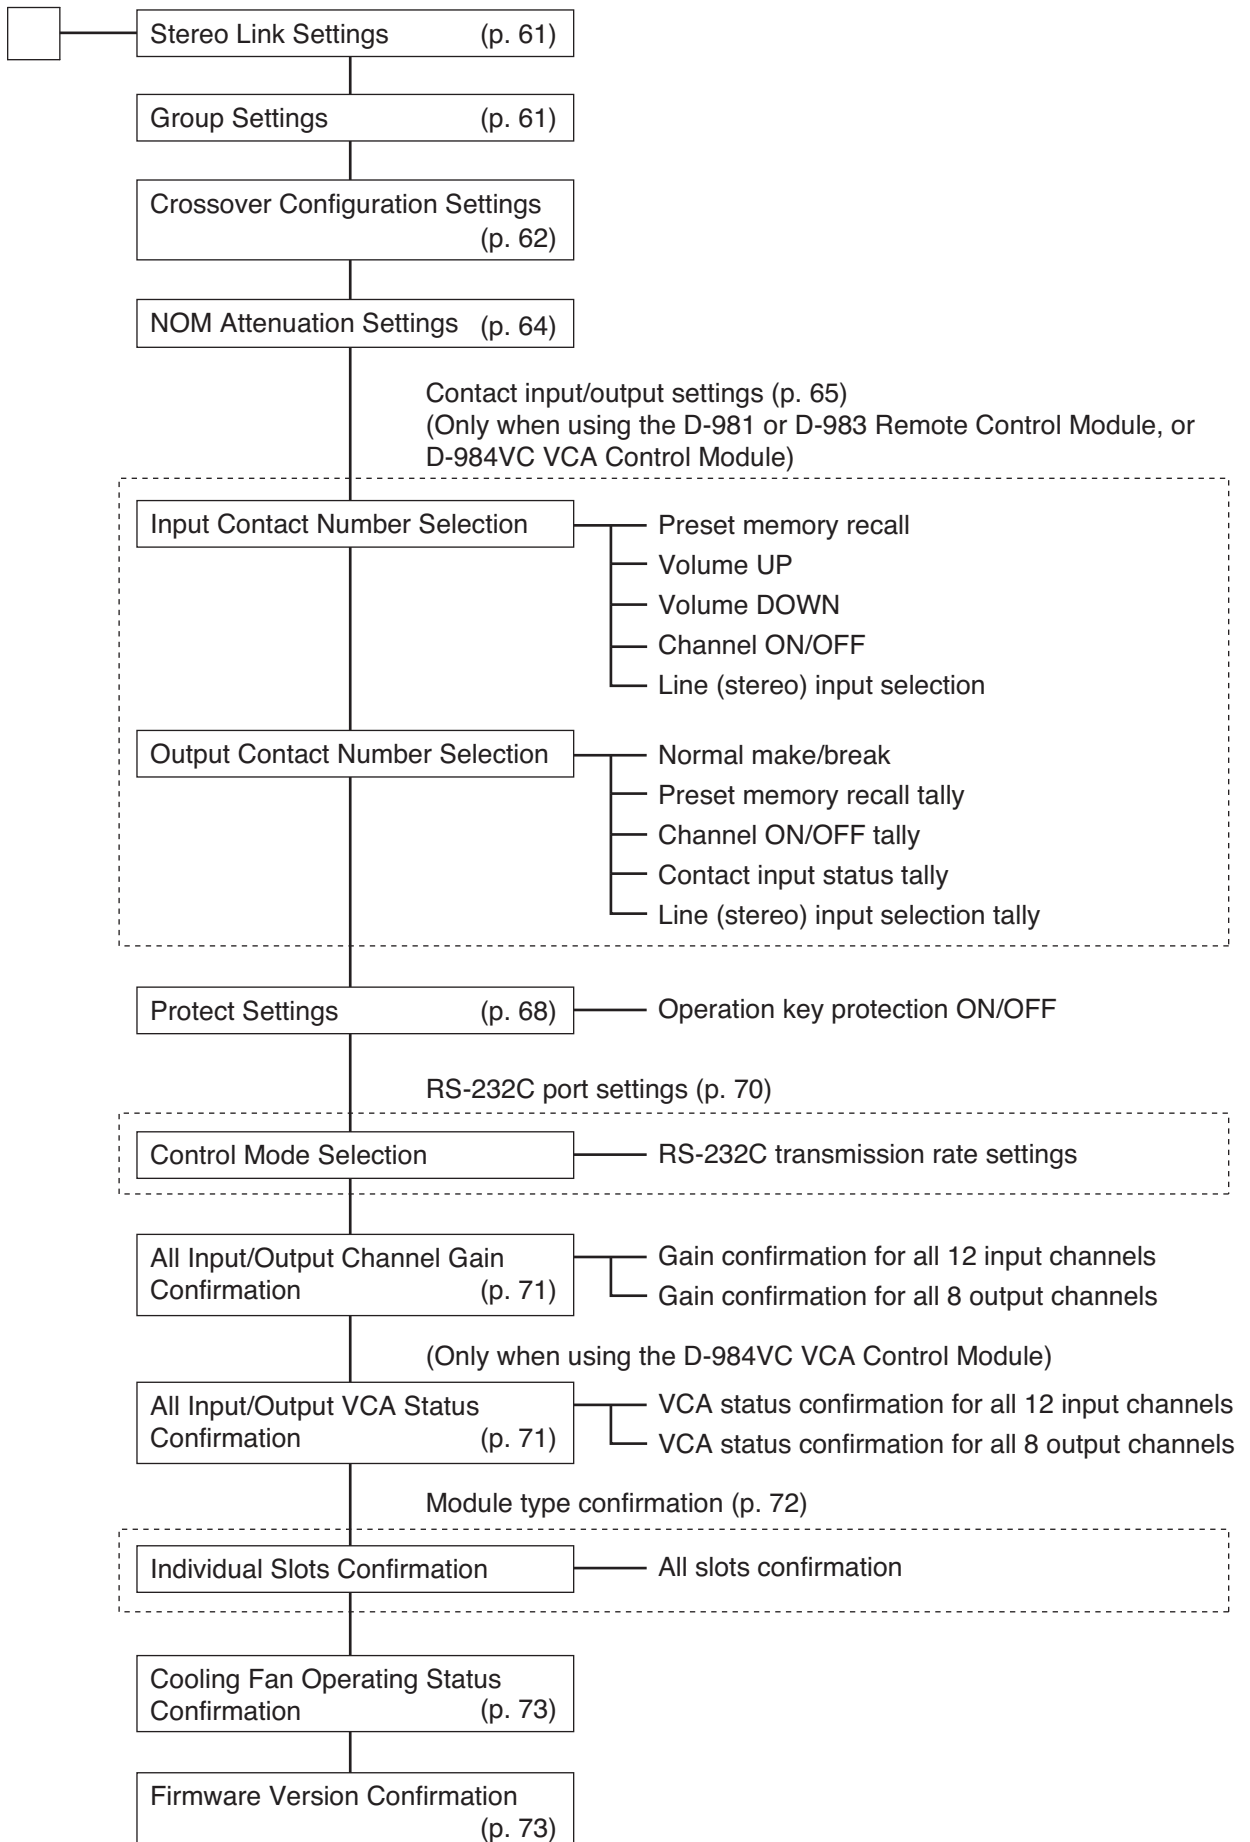 Stereo Link Settings (p. 61)
Group Settings (p. 61)
Crossover Configuration Settings
(p. 62)
NOM Attenuation Settings (p. 64)
Contact input/output settings (p. 65)
(Only when using the D-981 or D-983 Remote Control Module, or
D-984VC VCA Control Module)
Input Contact Number Selection
Preset memory recall
Volume UP
Volume DOWN
Channel ON/OFF
Line (stereo) input selection
Output Contact Number Selection
Normal make/break
Preset memory recall tally
Channel ON/OFF tally
Contact input status tally
Line (stereo) input selection tally
Protect Settings (p. 68)
Operation key protection ON/OFF
RS-232C port settings (p. 70)
Control Mode Selection
RS-232C transmission rate settings
All Input/Output Channel Gain
Confirmation (p. 71)
Gain confirmation for all 12 input channels
Gain confirmation for all 8 output channels
(Only when using the D-984VC VCA Control Module)
All Input/Output VCA Status
Confirmation (p. 71)
VCA status confirmation for all 12 input channels
VCA status confirmation for all 8 output channels
Module type confirmation (p. 72)
Individual Slots Confirmation
All slots confirmation
Cooling Fan Operating Status
Confirmation (p. 73)
Firmware Version Confirmation
(p. 73)